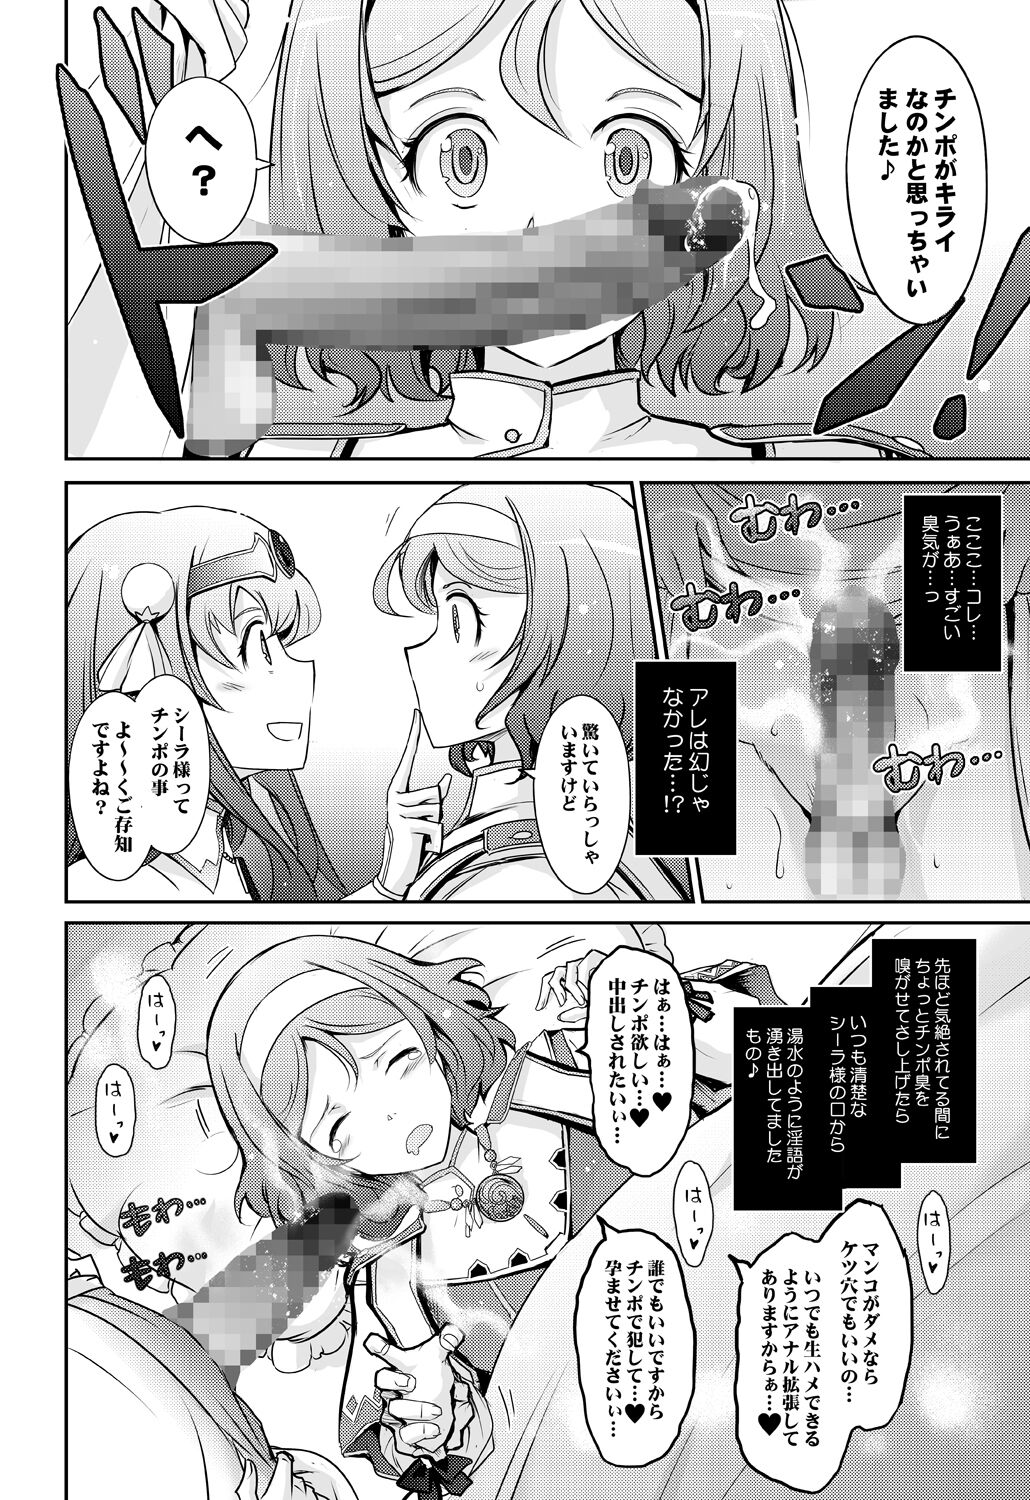 チンポがキライ
なのかと思っちゃい
ました♪
へ?
ド
!!
ここここ…コレ…
うぁあ…すごい
臭気が…っ
むわ…
むわ…
むわ…
アレは幻じゃ
なかった…!?
驚いていらっしゃ
いますけど
シーラ様って
チンポの事
よ～～くご存知
ですよね?
先ほど気絶されてる間に
ちょっとチンポ臭を
嗅がせてさし上げたら
いつも清楚な
シーラ様の口から
湯水のように淫語が
湧き出してました
もの♪
はぁ…はぁ…
チンポ欲しい…♥
中出しされたいぃ…
はーっ♥
はーっ♥
もわ…
もわ…
はーっ♥
はーっ♥
マンコがダメなら
ケツ穴でもいいの…
いつでも生ハメできる
ようにアナル拡張して
ありますからぁ…♥
誰でもいいですから
チンポで犯して…♥
孕ませてくださいぃ…